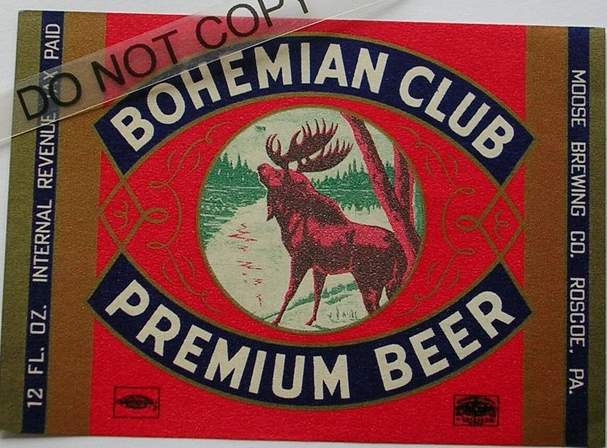 DO NOT COPY
BOHEMIAN CLUB
PREMIUM BEER
12 FL. OZ. INTERNAL REVENUE TAX PAID
MOOSE BREWING CO. ROSCOE, PA.